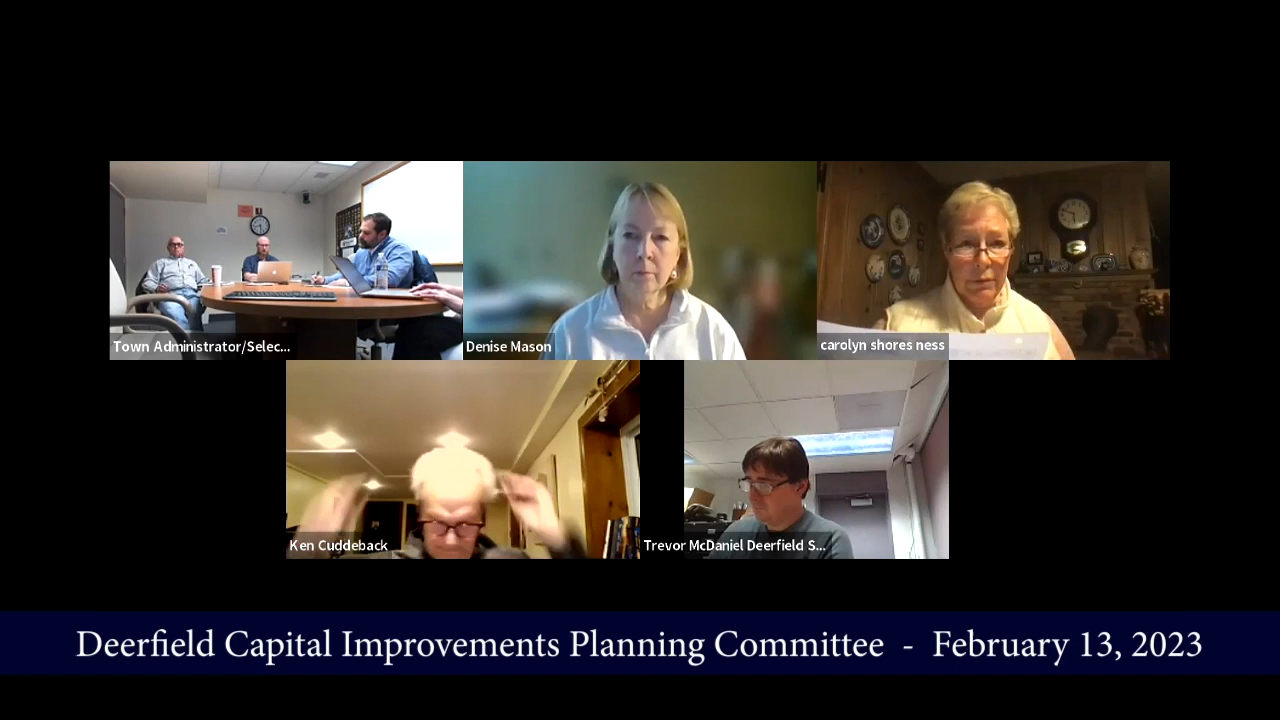 Town Administrator/Selec...
Denise Mason
carolyn shores ness
Ken Cuddeback
Trevor McDaniel Deerfield S...
Deerfield Capital Improvements Planning Committee - February 13, 2023